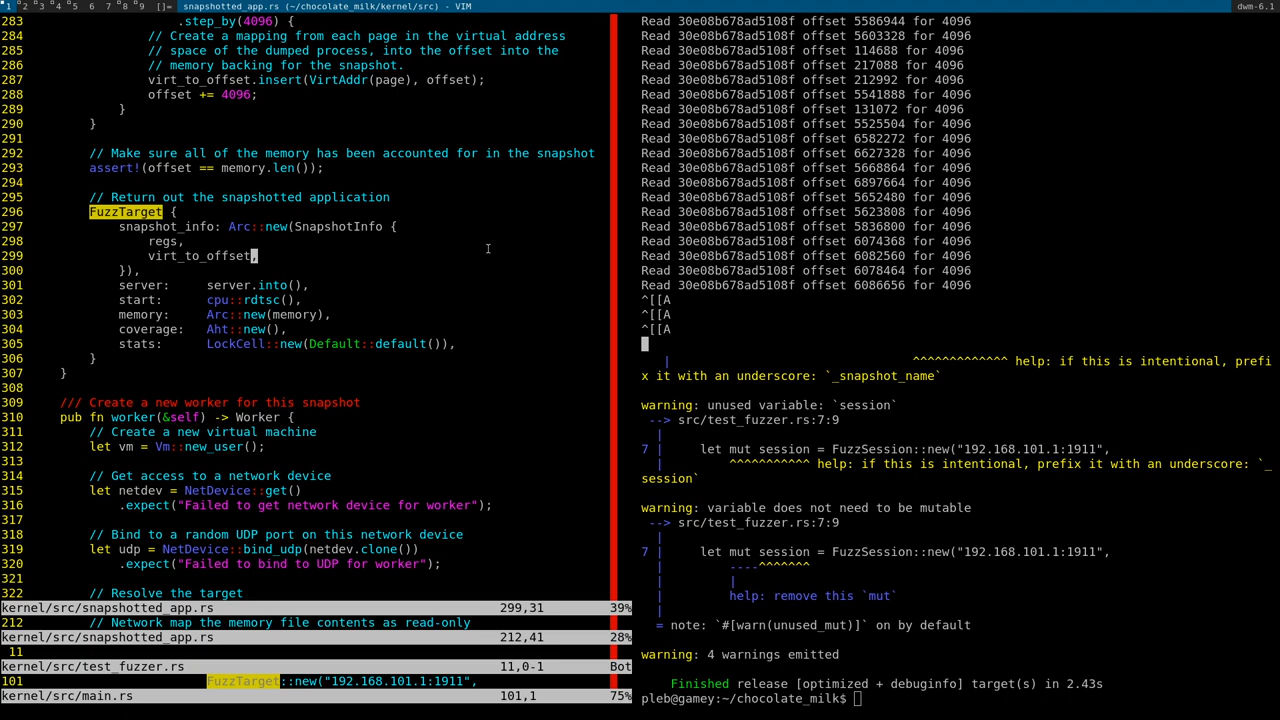 1 2 3 4 5 6 7 8 9 []= snapshotted_app.rs (~/chocolate_milk/kernel/src) - VIM dwm-6.1
283 .step_by(4096) {
284 // Create a mapping from each page in the virtual address
285 // space of the dumped process, into the offset into the
286 // memory backing for the snapshot.
287 virt_to_offset.insert(VirtAddr(page), offset);
288 offset += 4096;
289 }
290 }
291
292 // Make sure all of the memory has been accounted for in the snapshot
293 assert!(offset == memory.len());
294
295 // Return out the snapshotted application
296 FuzzTarget {
297 snapshot_info: Arc::new(SnapshotInfo {
298 regs,
299 virt_to_offset,
300 }),
301 server: server.into(),
302 start: cpu::rdtsc(),
303 memory: Arc::new(memory),
304 coverage: Aht::new(),
305 stats: LockCell::new(Default::default()),
306 }
307 }
308
309 /// Create a new worker for this snapshot
310 pub fn worker(&self) -> Worker {
311 // Create a new virtual machine
312 let vm = Vm::new_user();
313
314 // Get access to a network device
315 let netdev = NetDevice::get()
316 .expect("Failed to get network device for worker");
317
318 // Bind to a random UDP port on this network device
319 let udp = NetDevice::bind_udp(netdev.clone())
320 .expect("Failed to bind to UDP for worker");
321
322 // Resolve the target
kernel/src/snapshotted_app.rs 299,31 39%
212 // Network map the memory file contents as read-only
kernel/src/snapshotted_app.rs 212,41 28%
11
kernel/src/test_fuzzer.rs 11,0-1 Bot
101 FuzzTarget::new("192.168.101.1:1911",
kernel/src/main.rs 101,1 75%
Read 30e08b678ad5108f offset 5586944 for 4096
Read 30e08b678ad5108f offset 5603328 for 4096
Read 30e08b678ad5108f offset 114688 for 4096
Read 30e08b678ad5108f offset 217088 for 4096
Read 30e08b678ad5108f offset 212992 for 4096
Read 30e08b678ad5108f offset 5541888 for 4096
Read 30e08b678ad5108f offset 131072 for 4096
Read 30e08b678ad5108f offset 5525504 for 4096
Read 30e08b678ad5108f offset 6582272 for 4096
Read 30e08b678ad5108f offset 6627328 for 4096
Read 30e08b678ad5108f offset 5668864 for 4096
Read 30e08b678ad5108f offset 6897664 for 4096
Read 30e08b678ad5108f offset 5652480 for 4096
Read 30e08b678ad5108f offset 5623808 for 4096
Read 30e08b678ad5108f offset 5836800 for 4096
Read 30e08b678ad5108f offset 6074368 for 4096
Read 30e08b678ad5108f offset 6082560 for 4096
Read 30e08b678ad5108f offset 6078464 for 4096
Read 30e08b678ad5108f offset 6086656 for 4096
^[[A
^[[A
^[[A
| ^^^^^^^^^^^^^ help: if this is intentional, prefi
x it with an underscore: `_snapshot_name`
warning: unused variable: `session`
--> src/test_fuzzer.rs:7:9
|
7 | let mut session = FuzzSession::new("192.168.101.1:1911",
| ^^^^^^^^^^^ help: if this is intentional, prefix it with an underscore: `_
session`
warning: variable does not need to be mutable
--> src/test_fuzzer.rs:7:9
|
7 | let mut session = FuzzSession::new("192.168.101.1:1911",
| ----^^^^^^^
| |
| help: remove this `mut`
|
= note: `#[warn(unused_mut)]` on by default
warning: 4 warnings emitted
Finished release [optimized + debuginfo] target(s) in 2.43s
pleb@gamey:~/chocolate_milk$